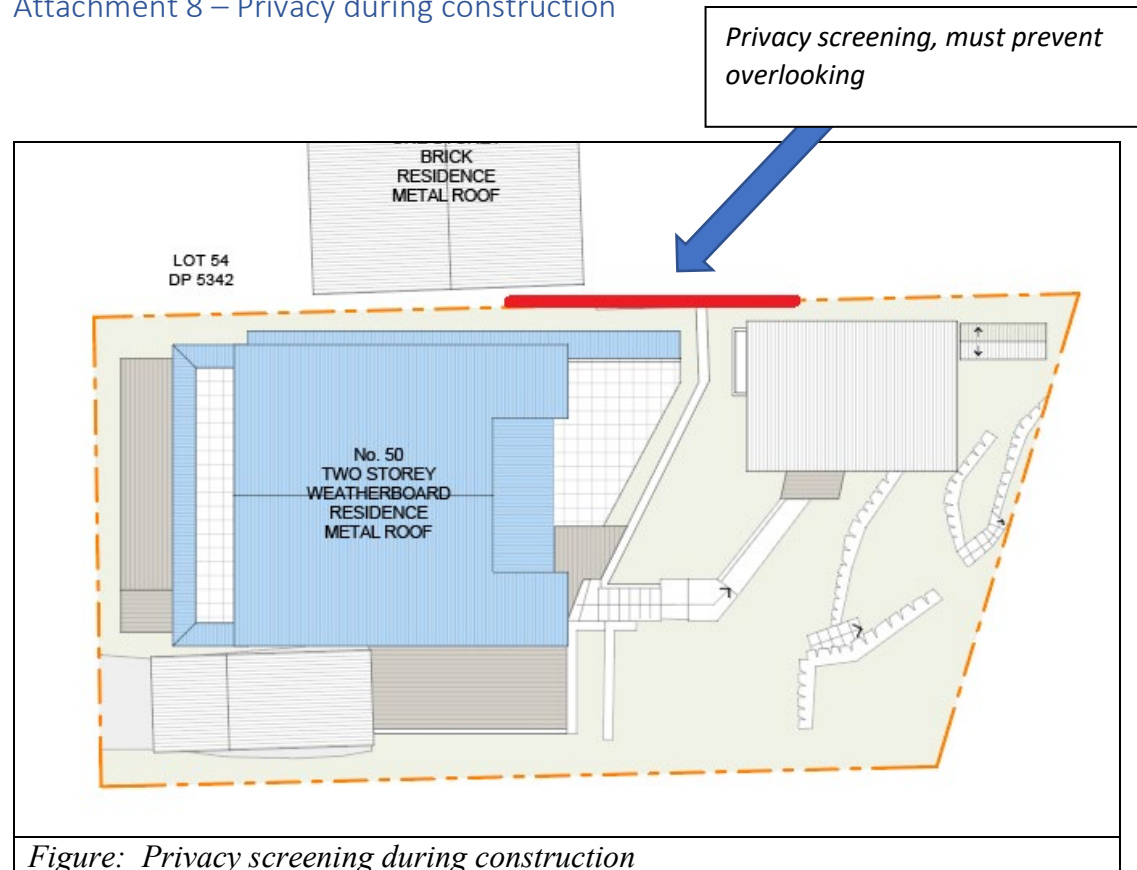 Attachment 8 – Privacy during construction
Privacy screening, must prevent
overlooking
BRICK
RESIDENCE
METAL ROOF
LOT 54
DP 5342
No. 50
TWO STOREY
WEATHERBOARD
RESIDENCE
METAL ROOF
Figure: Privacy screening during construction